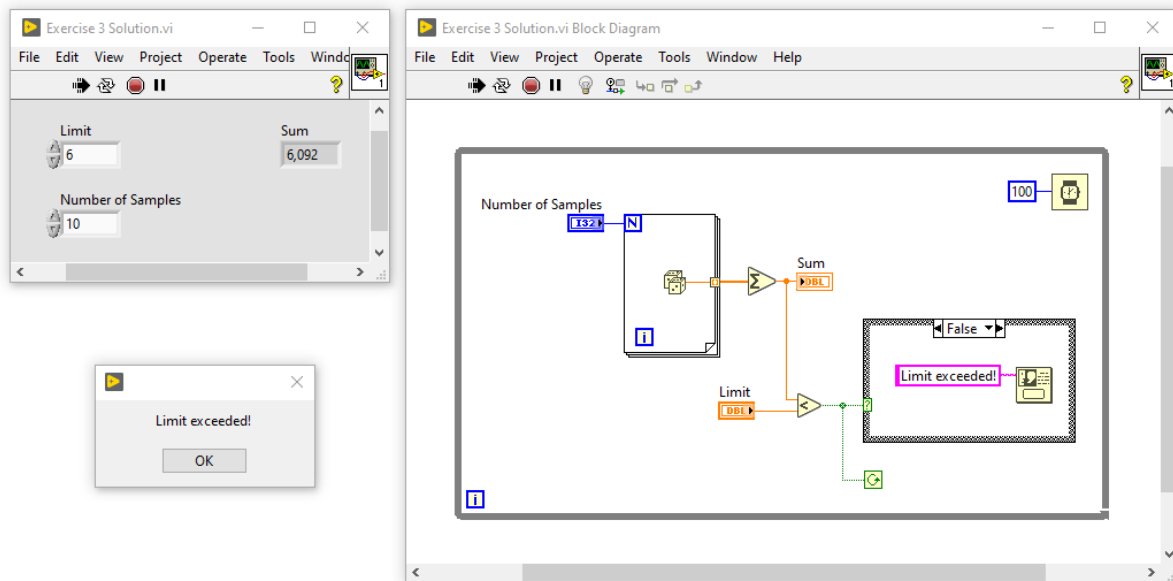 Exercise 3 Solution.vi
File Edit View Project Operate Tools Windo
1
Limit
6
Sum
6,092
Number of Samples
10
Limit exceeded!
OK
Exercise 3 Solution.vi Block Diagram
File Edit View Project Operate Tools Window Help
1
100
Number of Samples
I32
N
Sum
DBL
i
False
Limit exceeded!
Limit
DBL
<
?
i